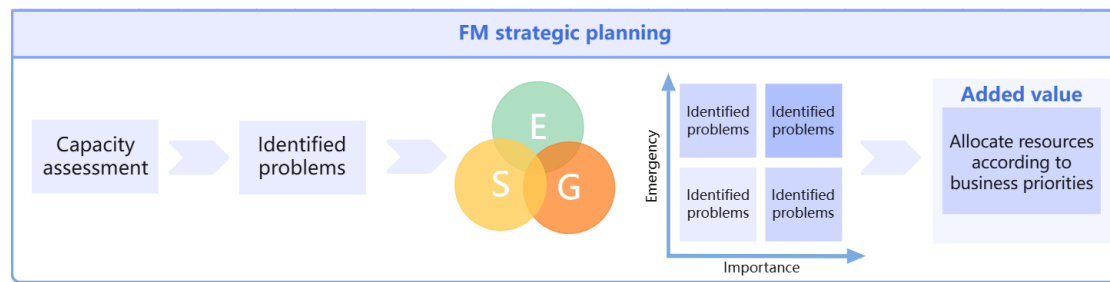 FM strategic planning
Capacity
assessment
Identified
problems
E
S
G
Emergency
Identified
problems
Identified
problems
Identified
problems
Identified
problems
Importance
Added value
Allocate resources
according to
business priorities